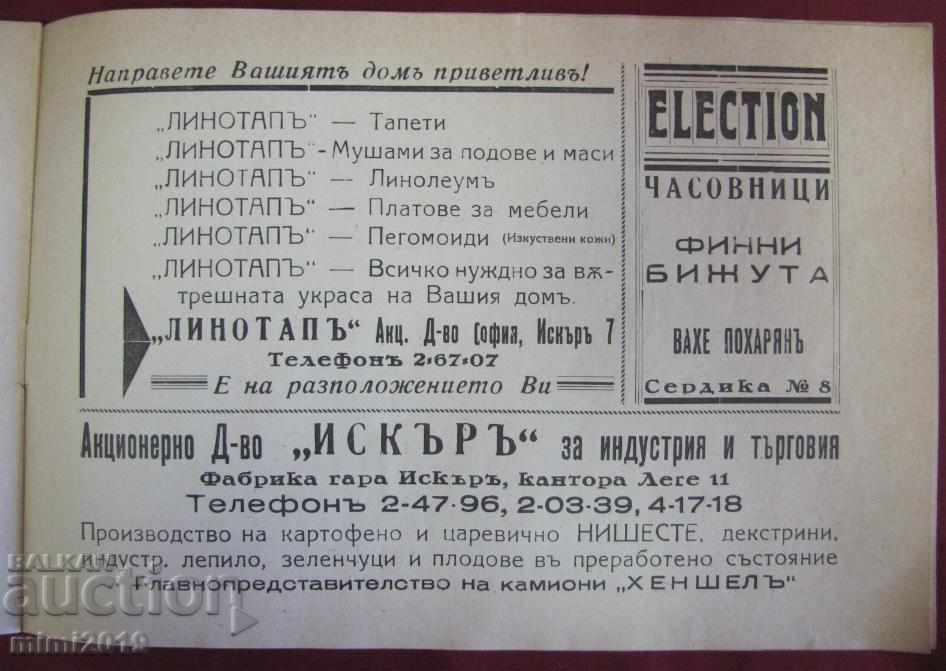 Направете Вашиятъ домъ приветливъ!
„ЛИНОТАПЪ“ — Тапети
„ЛИНОТАПЪ“ - Мушами за подове и маси
„ЛИНОТАПЪ“ — Линолеумъ
„ЛИНОТАПЪ“ — Платове за мебели
„ЛИНОТАПЪ“ — Пегомоиди (Изкуствени кожи)
„ЛИНОТАПЪ“ — Всичко нуждно за вѫ-
трешната украса на Вашия домъ.
„ЛИНОТАПЪ“ Акц. Д-во София, Искъръ 7
Телефонъ 2-67-07
Е на разположението Ви
ELECTION
ЧАСОВНИЦИ
ФИННИ
БИЖУТА
ВАХЕ ПОХАРЯНЪ
Сердика № 8
Акционерно Д-во „ИСКЪРЪ“ за индустрия и търговия
Фабрика гара Искъръ, кантора Леге 11
Телефонъ 2-47-96, 2-03-39, 4-17-18
Производство на картофено и царевично НИШЕСТЕ, декстрини,
индустр. лепило, зеленчуци и плодове въ преработено състояние
Главнопредставителство на камиони „ХЕНШЕЛЪ“
BALKAN
auction
mimi2019